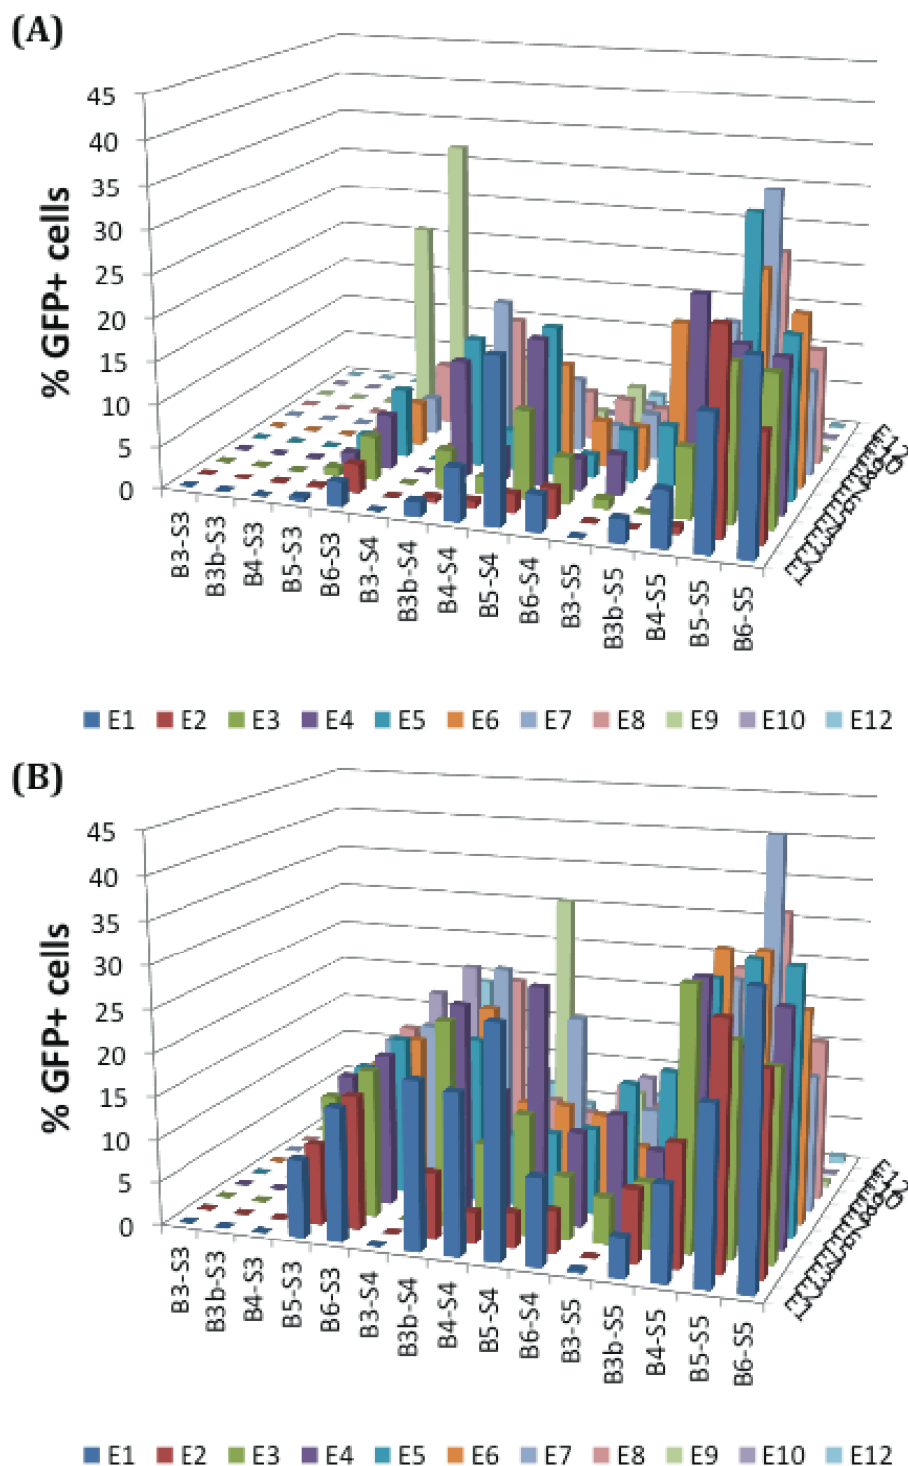 (A)
45
40
35
30
25
20
15
10
5
0
% GFP+ cells
B3-S3
B3b-S3
B4-S3
B5-S3
B6-S3
B3-S4
B3b-S4
B4-S4
B5-S4
B6-S4
B3-S5
B3b-S5
B4-S5
B5-S5
B6-S5
E1 E2 E3 E4 E5 E6 E7 E8 E9 E10 E12
(B)
45
40
35
30
25
20
15
10
5
0
% GFP+ cells
B3-S3
B3b-S3
B4-S3
B5-S3
B6-S3
B3-S4
B3b-S4
B4-S4
B5-S4
B6-S4
B3-S5
B3b-S5
B4-S5
B5-S5
B6-S5
E1 E2 E3 E4 E5 E6 E7 E8 E9 E10 E12